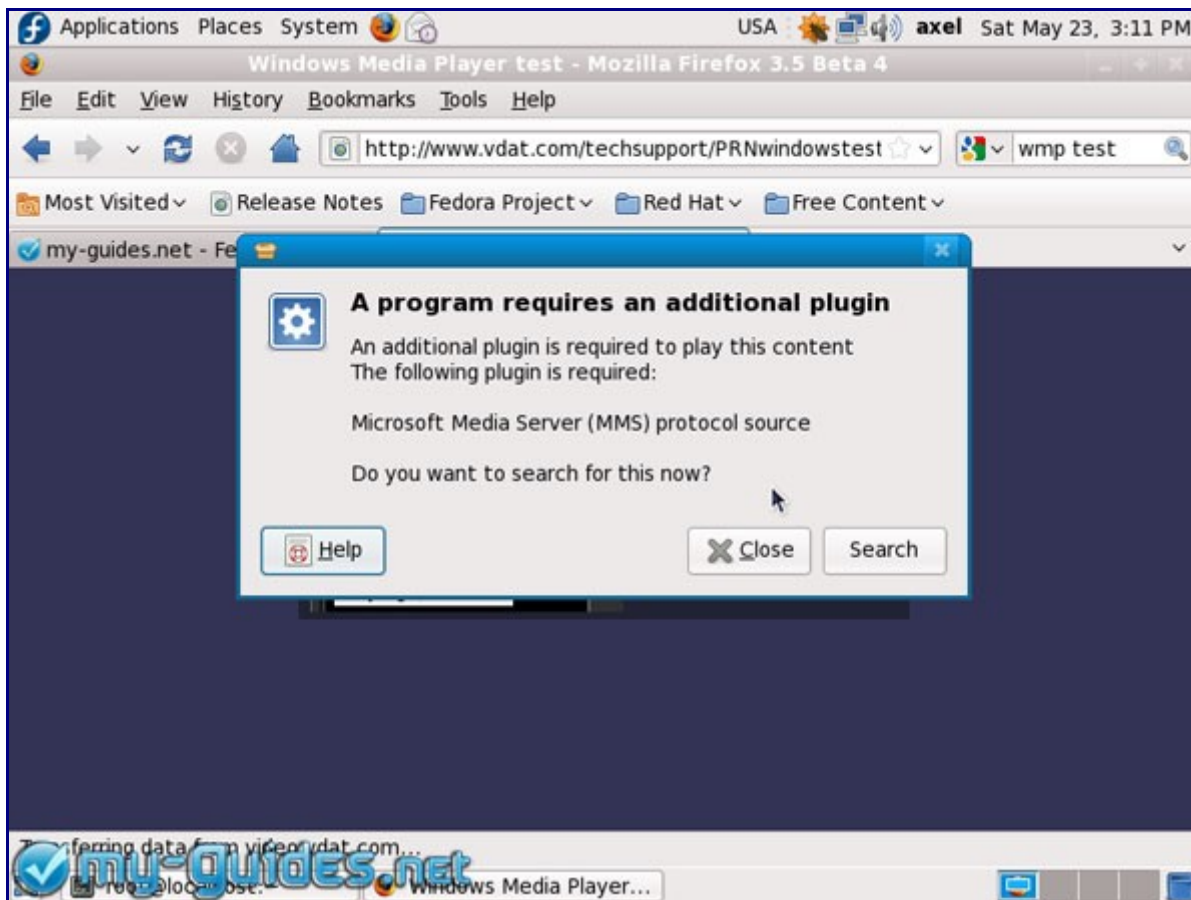 Applications Places System USA axel Sat May 23, 3:11 PM
Windows Media Player test - Mozilla Firefox 3.5 Beta 4
File Edit View History Bookmarks Tools Help
http://www.vdat.com/techsupport/PRNwindowstest wmp test
Most Visited Release Notes Fedora Project Red Hat Free Content
my-guides.net - Fe
A program requires an additional plugin
An additional plugin is required to play this content
The following plugin is required:
Microsoft Media Server (MMS) protocol source
Do you want to search for this now?
Help Close Search
Transferring data from video.vdat.com...
my-guides.net
root@localhost:~ Windows Media Player...